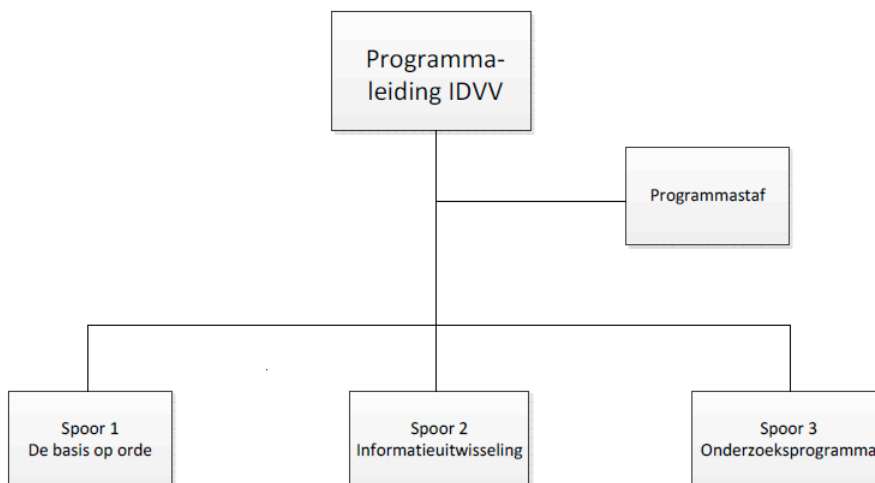 Programma-
leiding IDVV
Programmastaf
Spoor 1
De basis op orde
Spoor 2
Informatieuitwisseling
Spoor 3
Onderzoeksprogramma